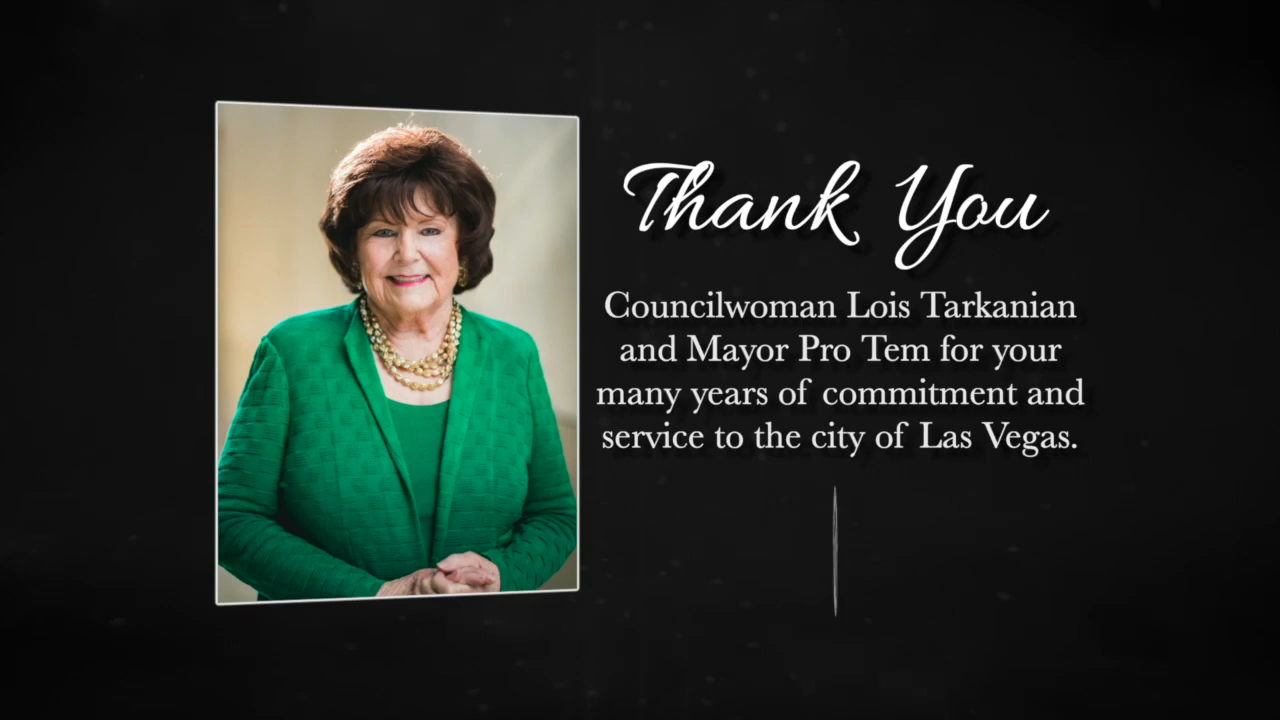 Thank You
Councilwoman Lois Tarkanian
and Mayor Pro Tem for your
many years of commitment and
service to the city of Las Vegas.